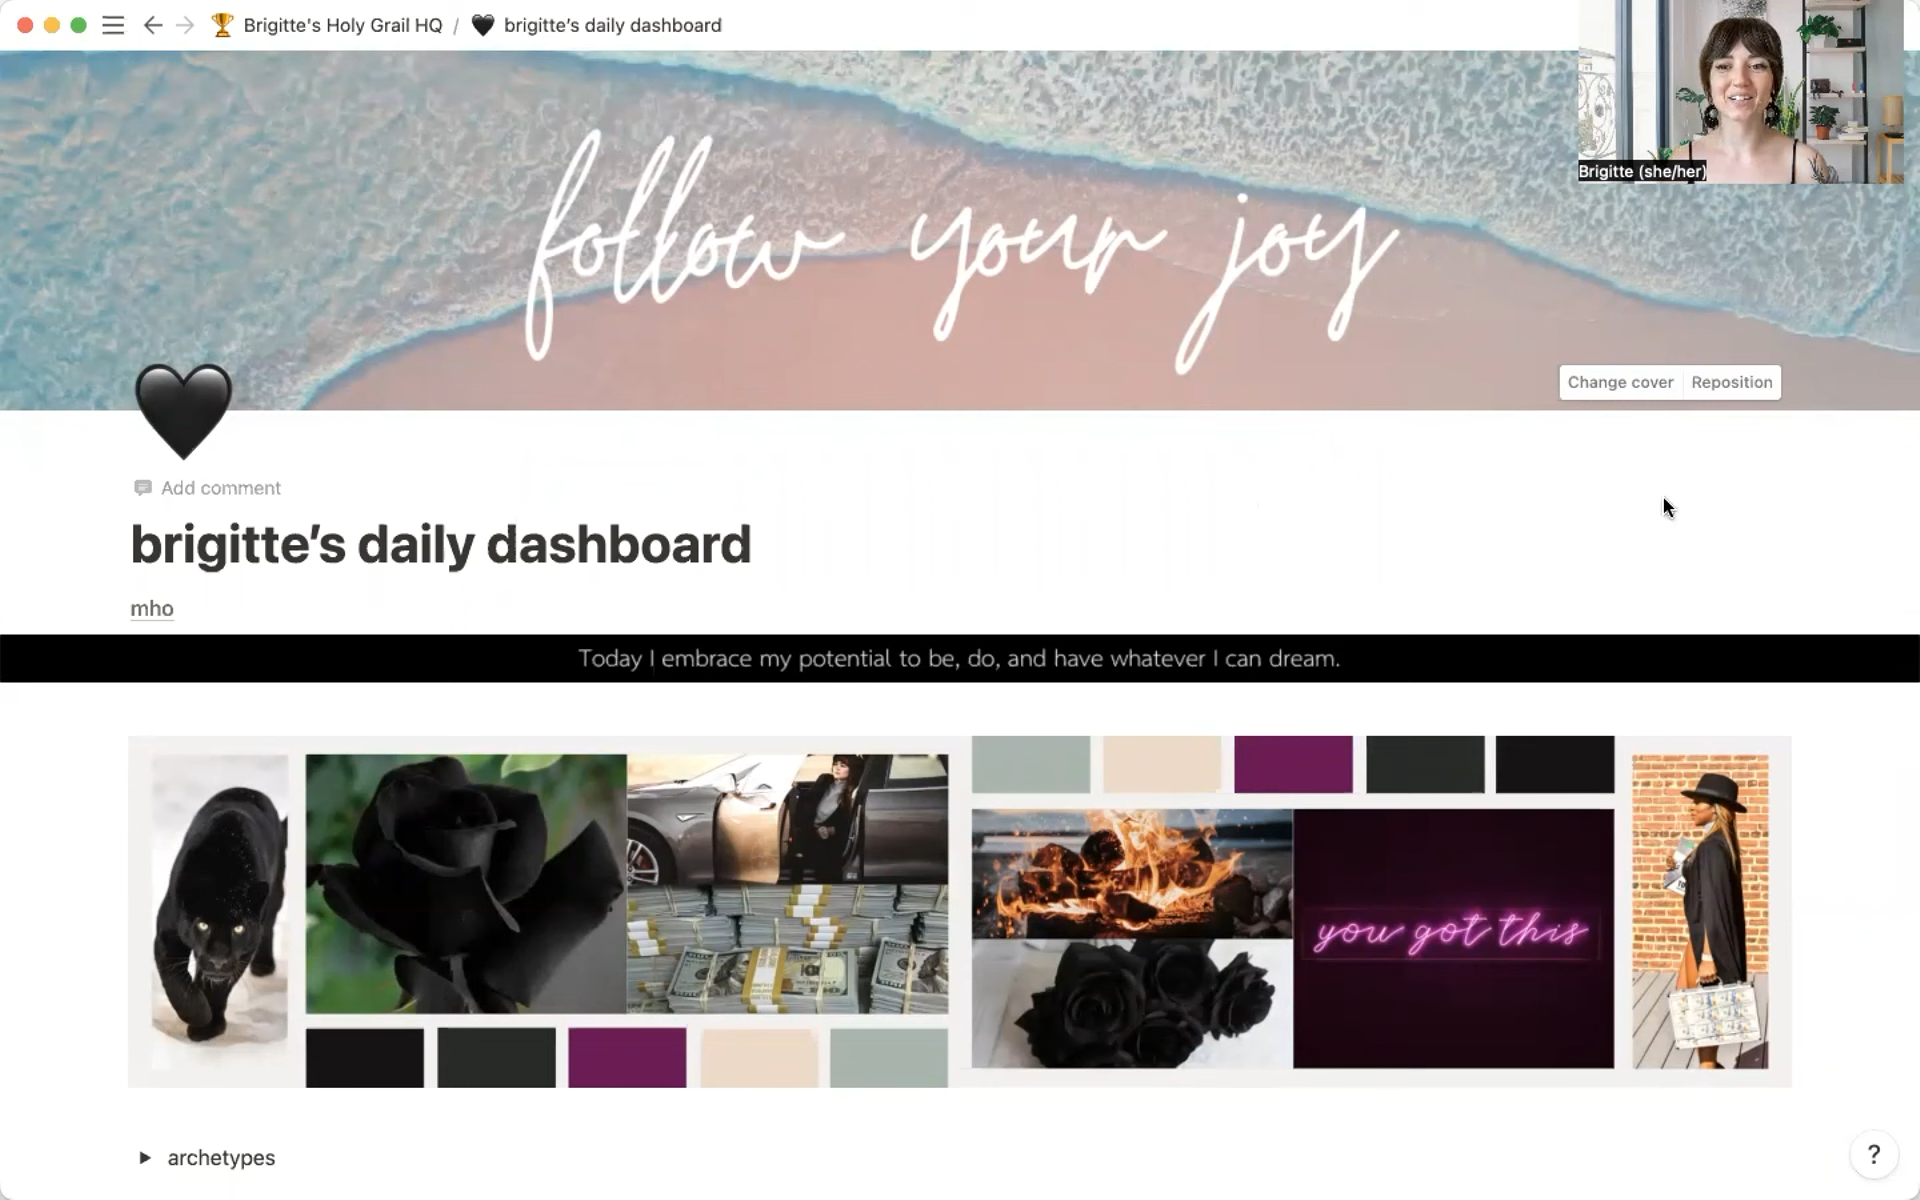 Brigitte's Holy Grail HQ / brigitte's daily dashboard
Brigitte (she/her)
follow your joy
Change cover Reposition
Add comment
brigitte's daily dashboard
mho
Today I embrace my potential to be, do, and have whatever I can dream.
you got this
archetypes
?